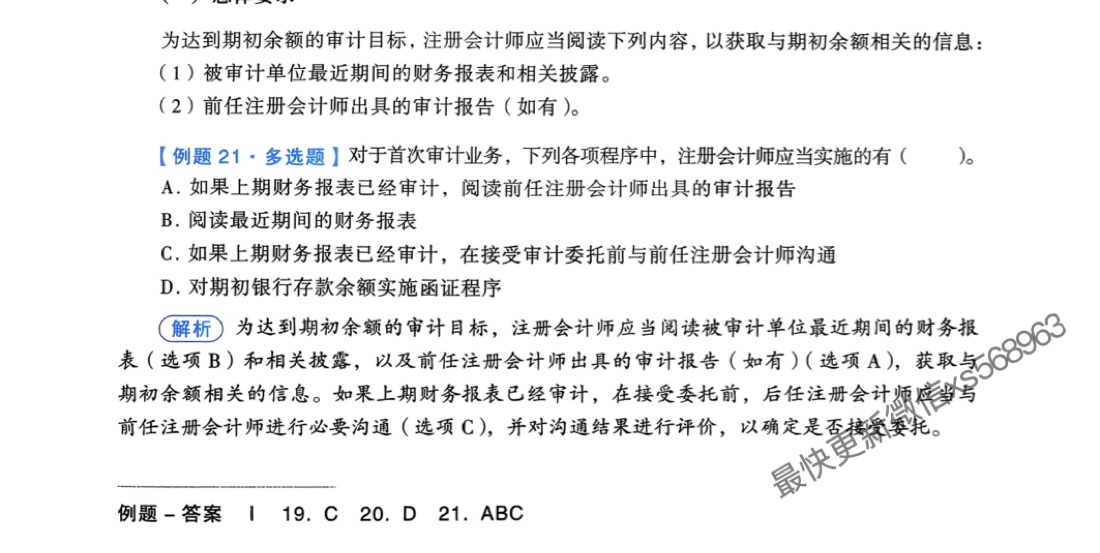 为达到期初余额的审计目标，注册会计师应当阅读下列内容，以获取与期初余额相关的信息：
（1）被审计单位最近期间的财务报表和相关披露。
（2）前任注册会计师出具的审计报告（如有）。
【例题 21·多选题】对于首次审计业务，下列各项程序中，注册会计师应当实施的有（　　）。
A. 如果上期财务报表已经审计，阅读前任注册会计师出具的审计报告
B. 阅读最近期间的财务报表
C. 如果上期财务报表已经审计，在接受审计委托前与前任注册会计师沟通
D. 对期初银行存款余额实施函证程序
解析 为达到期初余额的审计目标，注册会计师应当阅读被审计单位最近期间的财务报
表（选项 B）和相关披露，以及前任注册会计师出具的审计报告（如有）（选项 A），获取与
期初余额相关的信息。如果上期财务报表已经审计，在接受委托前，后任注册会计师应当与
前任注册会计师进行必要沟通（选项 C），并对沟通结果进行评价，以确定是否接受委托。
最快更新微信xs568963
例题－答案 | 19. C 20. D 21. ABC